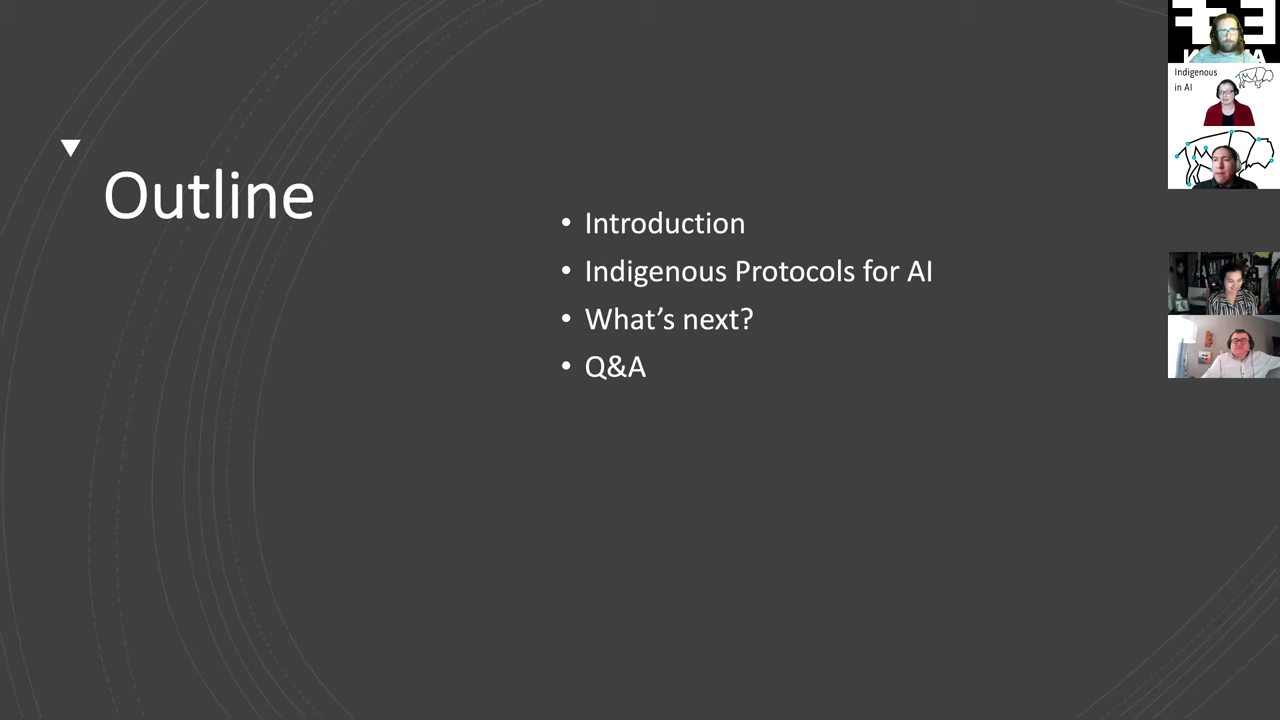 Outline
• Introduction
• Indigenous Protocols for AI
• What’s next?
• Q&A
Indigenous
in AI